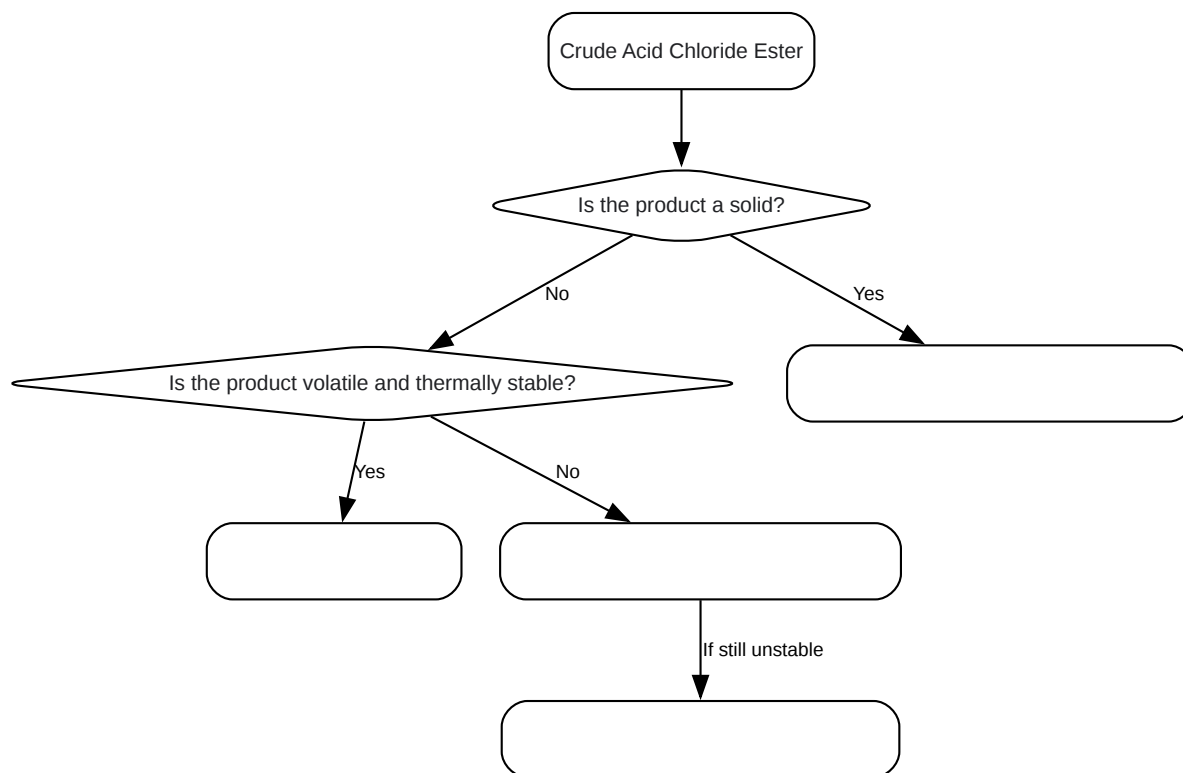 Crude Acid Chloride Ester
Is the product a solid?
No
Yes
Is the product volatile and thermally stable?
Yes
No
If still unstable